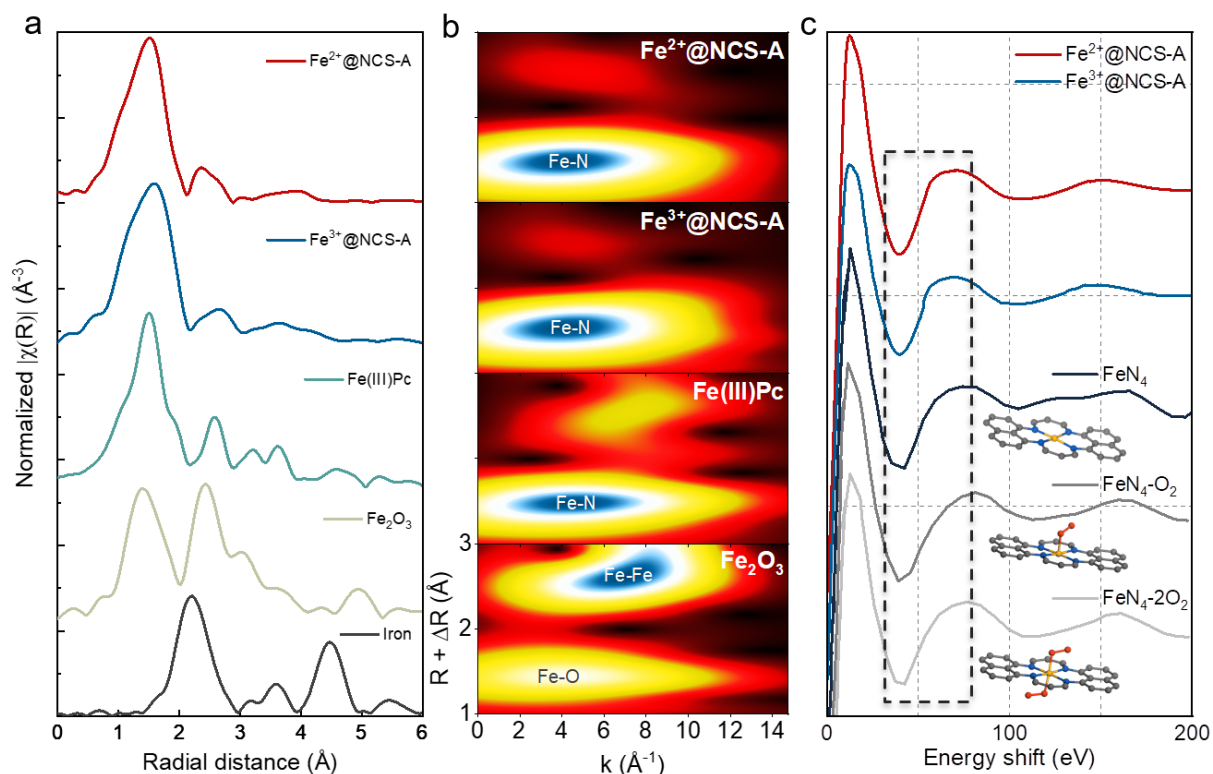 a
Normalized |χ(R)| (Å⁻³)
Fe²⁺@NCS-A
Fe³⁺@NCS-A
Fe(III)Pc
Fe₂O₃
Iron
0 1 2 3 4 5 6
Radial distance (Å)
b
Fe²⁺@NCS-A
Fe-N
Fe³⁺@NCS-A
Fe-N
Fe(III)Pc
Fe-N
Fe₂O₃
Fe-Fe
Fe-O
R + ΔR (Å)
3
2
1
0 2 4 6 8 10 12 14
k (Å⁻¹)
c
Fe²⁺@NCS-A
Fe³⁺@NCS-A
FeN₄
FeN₄-O₂
FeN₄-2O₂
0 100 200
Energy shift (eV)